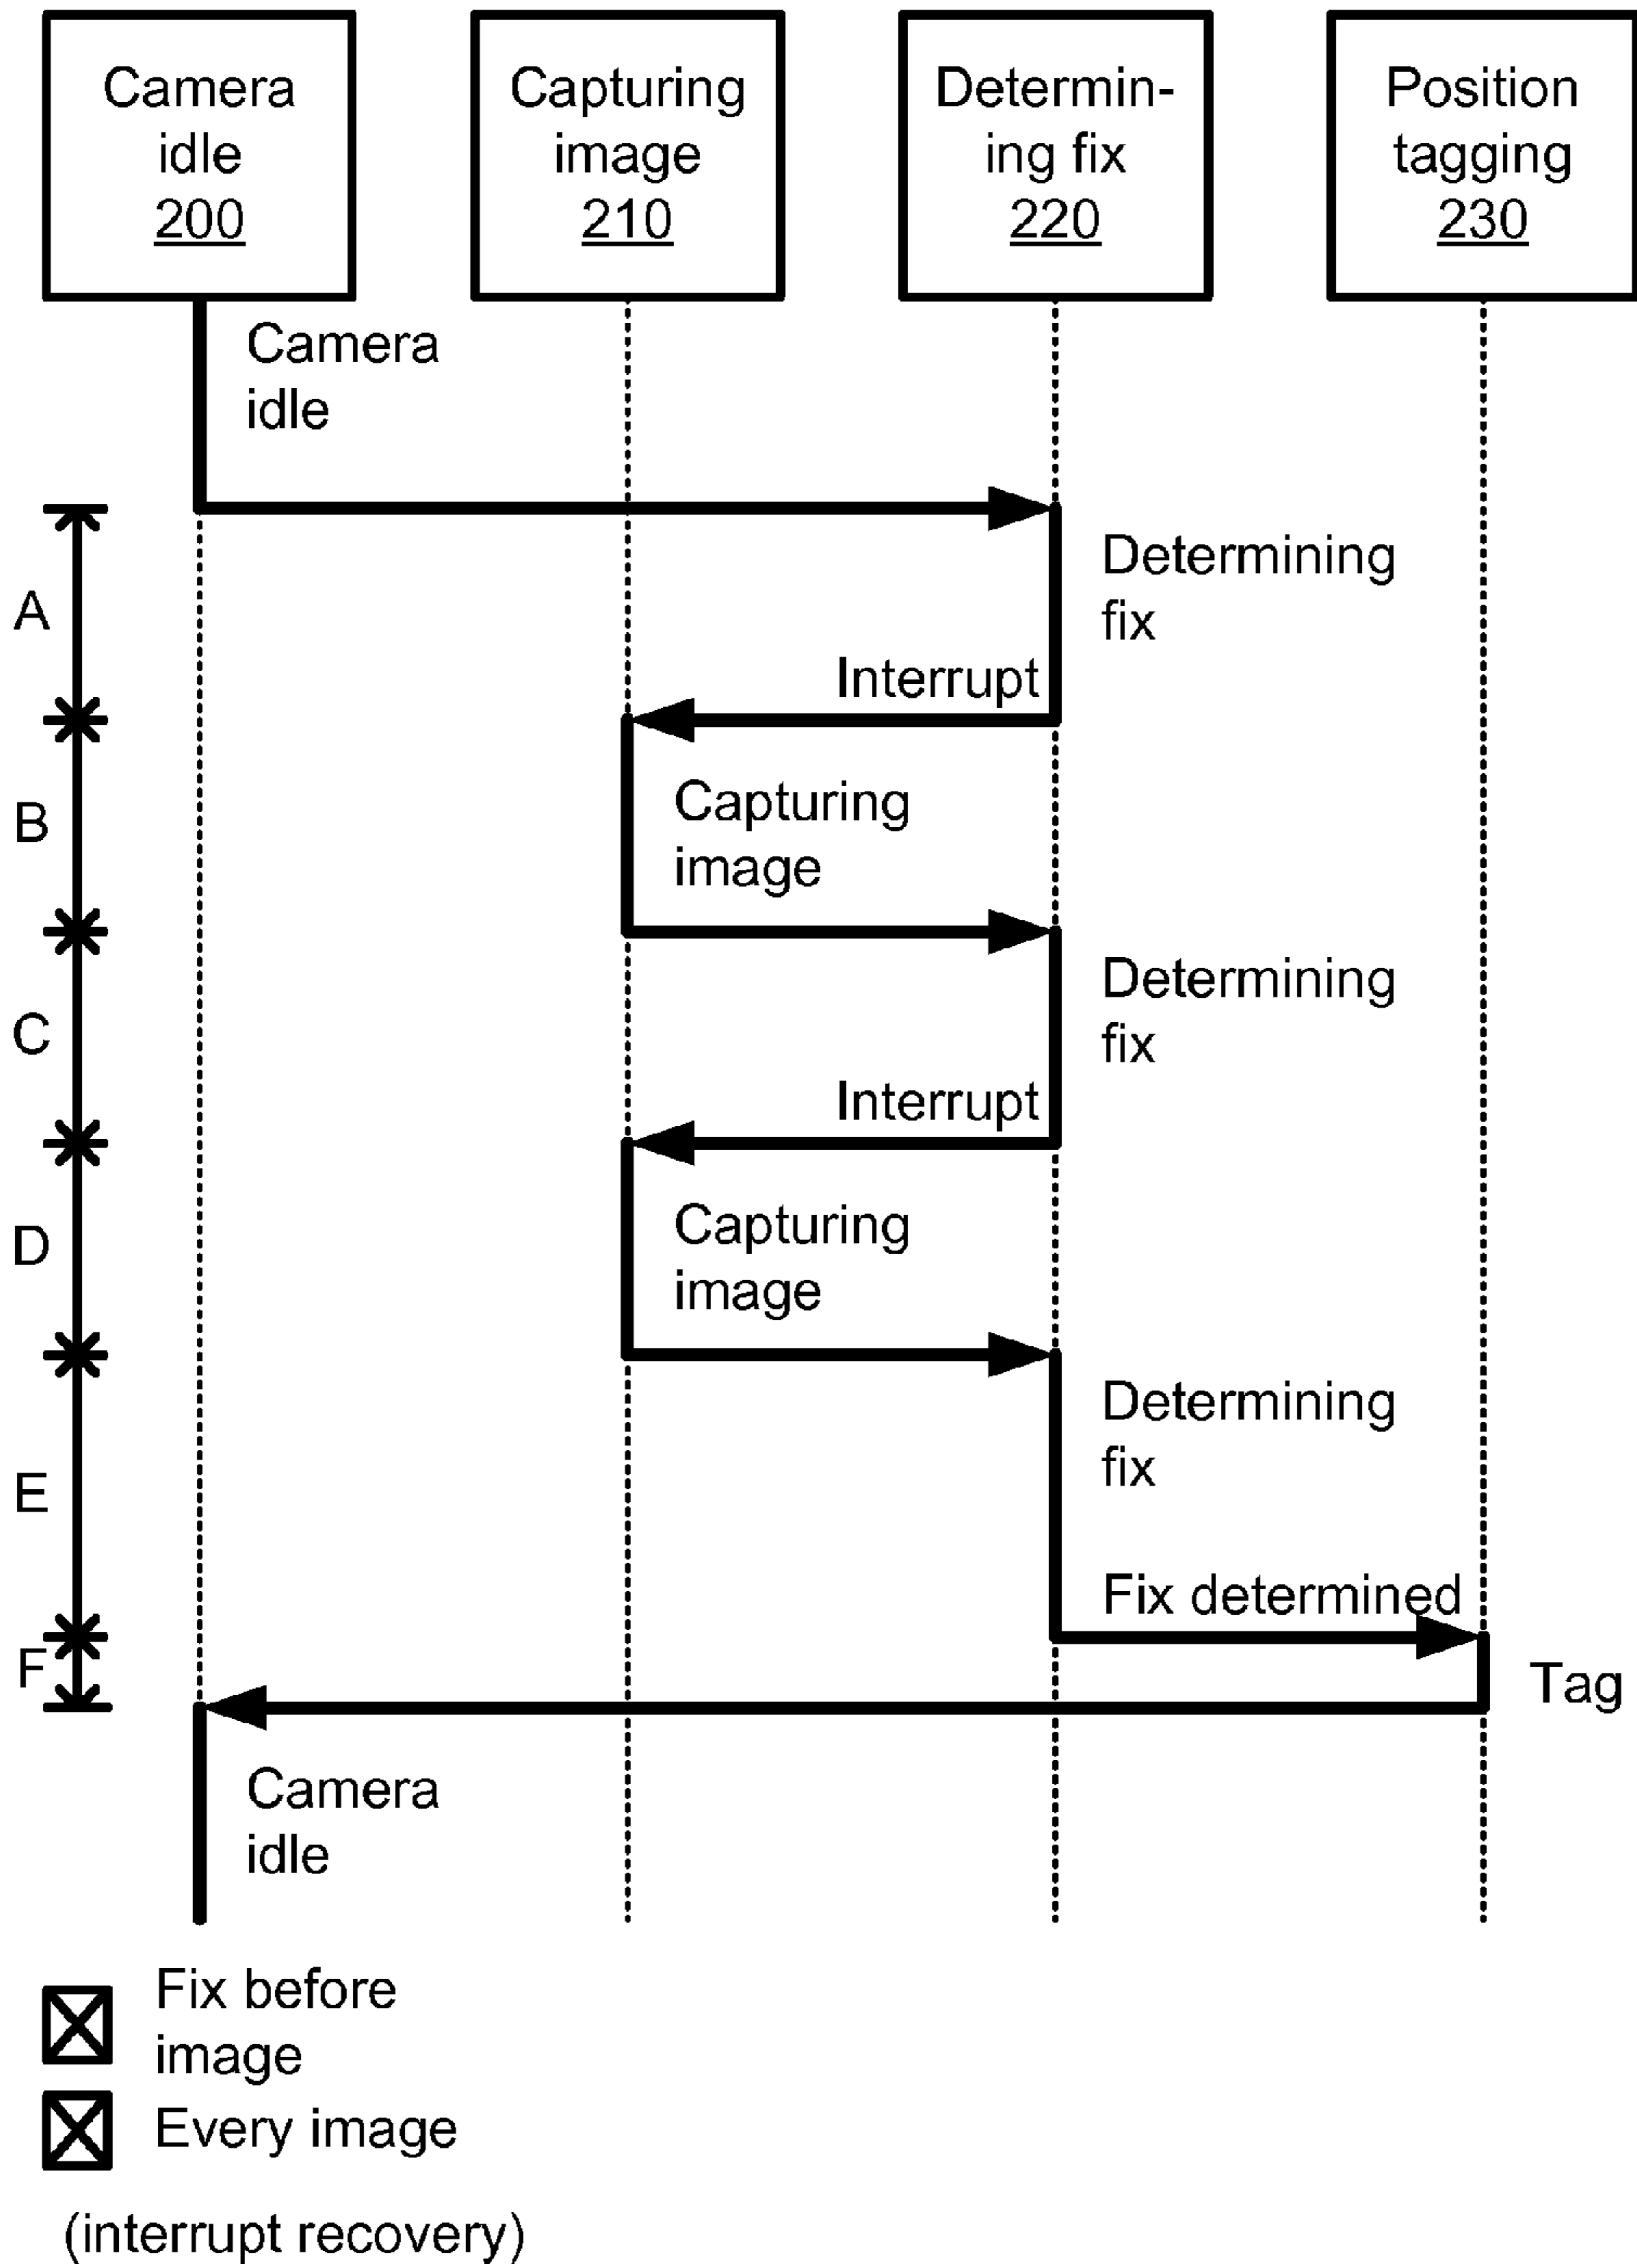 Camera
idle
200
Capturing
image
210
Determin-
ing fix
220
Position
tagging
230
Camera
idle
Determining
fix
A
Interrupt
Capturing
image
B
Determining
fix
C
Interrupt
Capturing
image
D
Determining
fix
E
Fix determined
F
Tag
Camera
idle
Fix before
image
Every image
(interrupt recovery)